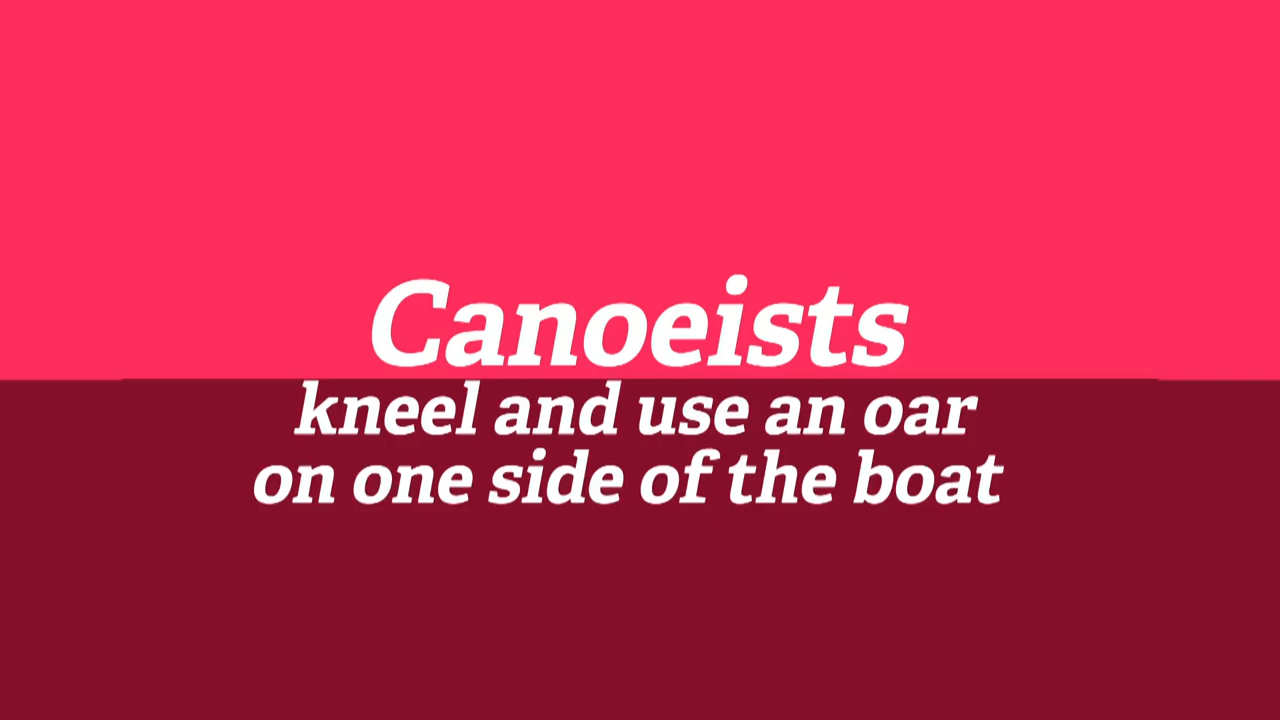 Canoeists
kneel and use an oar
on one side of the boat